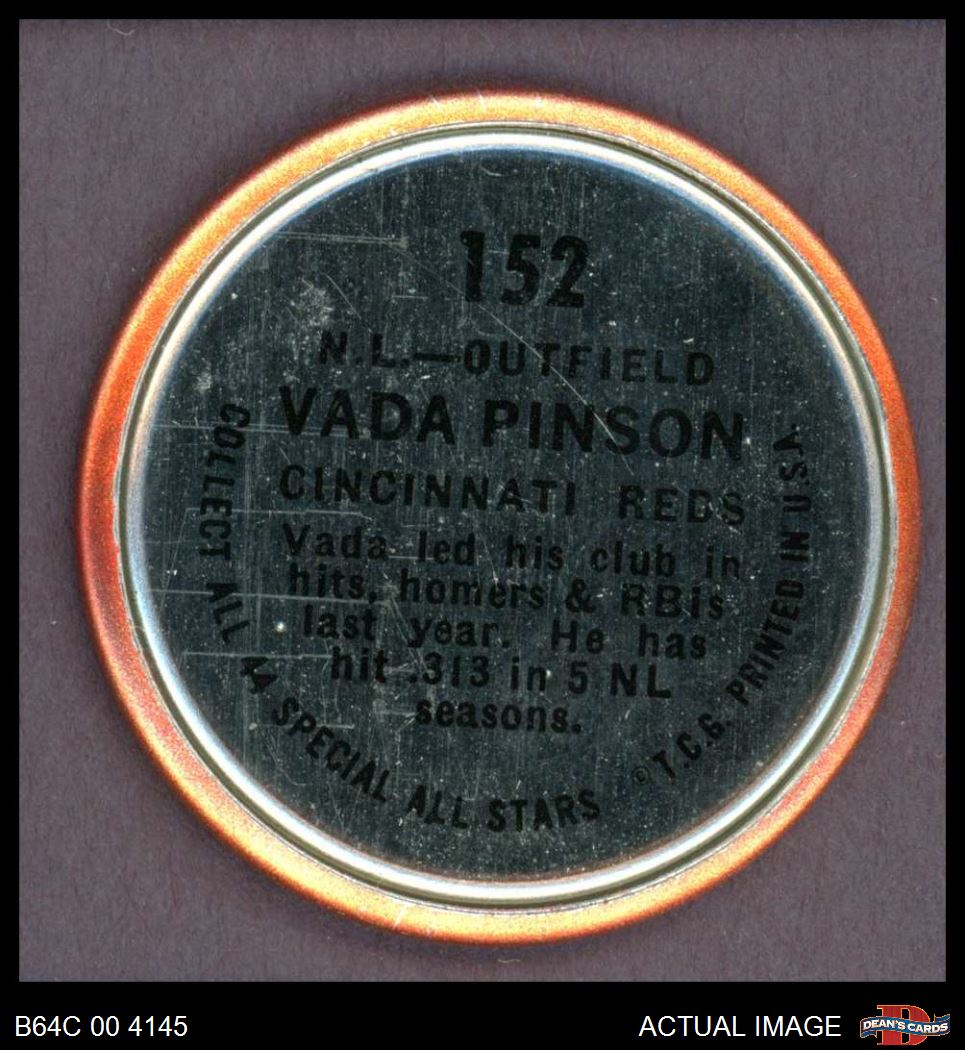 152
N.L.—OUTFIELD
VADA PINSON
CINCINNATI REDS
Vada led his club in
hits, homers & RBIs
last year. He has
hit .313 in 5 NL
seasons.
COLLECT ALL 44 SPECIAL ALL STARS
© T.C.G. PRINTED IN U.S.A.
B64C 00 4145
ACTUAL IMAGE
DEAN'S CARDS